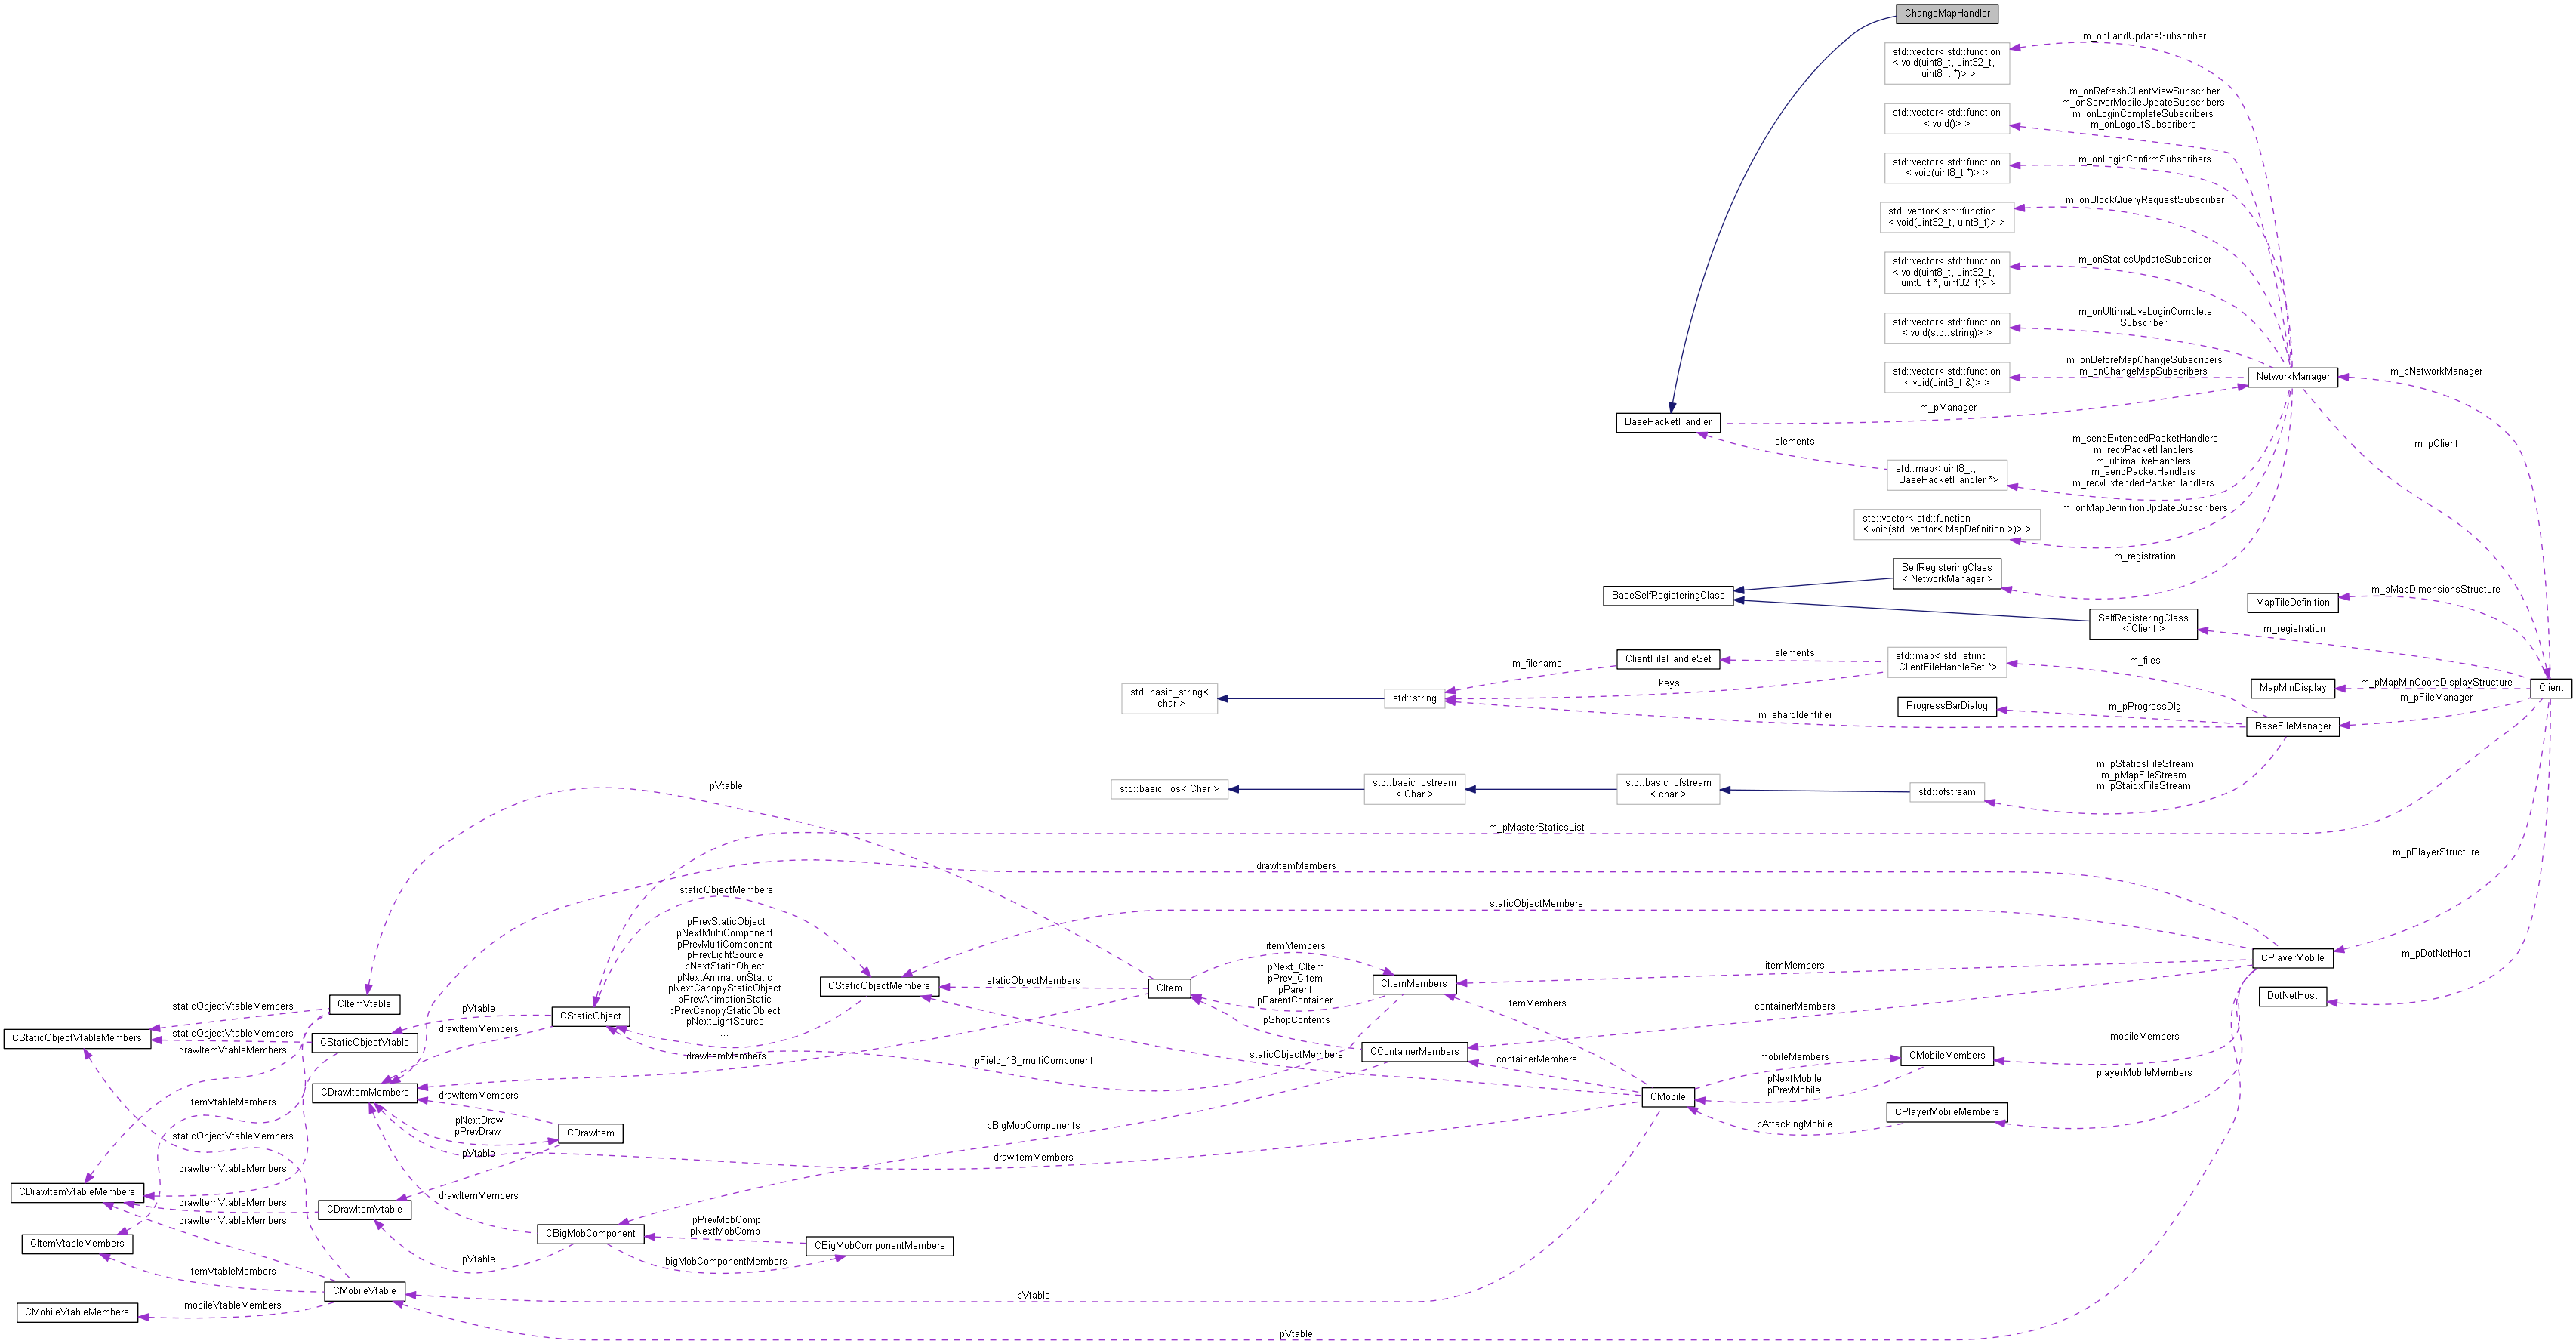 ChangeMapHandler
m_onLandUpdateSubscriber
std::vector< std::function
< void(uint8_t, uint32_t,
uint8_t *)> >
m_onRefreshClientViewSubscriber
m_onServerMobileUpdateSubscribers
m_onLoginCompleteSubscribers
m_onLogoutSubscribers
std::vector< std::function
< void()> >
m_onLoginConfirmSubscribers
std::vector< std::function
< void(uint8_t *)> >
m_onBlockQueryRequestSubscriber
std::vector< std::function
< void(uint32_t, uint8_t)> >
m_onStaticsUpdateSubscriber
std::vector< std::function
< void(uint8_t, uint32_t,
uint8_t *, uint32_t)> >
m_onUltimaLiveLoginComplete
Subscriber
std::vector< std::function
< void(std::string)> >
m_onBeforeMapChangeSubscribers
m_onChangeMapSubscribers
std::vector< std::function
< void(uint8_t &)> >
NetworkManager
m_pNetworkManager
m_pManager
BasePacketHandler
elements
m_sendExtendedPacketHandlers
m_recvPacketHandlers
m_ultimaLiveHandlers
m_sendPacketHandlers
m_recvExtendedPacketHandlers
m_pClient
std::map< uint8_t,
BasePacketHandler *>
m_onMapDefinitionUpdateSubscribers
std::vector< std::function
< void(std::vector< MapDefinition >)> >
m_registration
SelfRegisteringClass
< NetworkManager >
BaseSelfRegisteringClass
m_pMapDimensionsStructure
MapTileDefinition
SelfRegisteringClass
< Client >
m_registration
m_filename
ClientFileHandleSet
elements
std::map< std::string,
ClientFileHandleSet *>
m_files
keys
std::basic_string<
char >
std::string
MapMinDisplay
m_pMapMinCoordDisplayStructure
Client
m_pFileManager
ProgressBarDialog
m_pProgressDlg
m_shardIdentifier
BaseFileManager
m_pStaticsFileStream
m_pMapFileStream
m_pStaidxFileStream
pVtable
std::basic_ios< Char >
std::basic_ostream
< Char >
std::basic_ofstream
< char >
std::ofstream
m_pMasterStaticsList
m_pPlayerStructure
drawItemMembers
staticObjectMembers
staticObjectMembers
pPrevStaticObject
pNextMultiComponent
pPrevMultiComponent
pPrevLightSource
pNextStaticObject
pNextAnimationStatic
pNextCanopyStaticObject
pPrevAnimationStatic
pPrevCanopyStaticObject
pNextLightSource
...
itemMembers
pNext_CItem
pPrev_CItem
pParent
pParentContainer
CPlayerMobile
m_pDotNetHost
itemMembers
CItemMembers
CItem
staticObjectMembers
CStaticObjectMembers
CItemVtable
staticObjectVtableMembers
CStaticObject
pVtable
DotNetHost
containerMembers
itemMembers
pShopContents
CStaticObjectVtableMembers
staticObjectVtableMembers
CStaticObjectVtable
drawItemMembers
drawItemVtableMembers
drawItemMembers
pField_18_multiComponent
staticObjectMembers
CContainerMembers
containerMembers
mobileMembers
CMobileMembers
mobileMembers
playerMobileMembers
CDrawItemMembers
drawItemMembers
CMobile
pNextMobile
pPrevMobile
itemVtableMembers
pNextDraw
pPrevDraw
CDrawItem
pBigMobComponents
CPlayerMobileMembers
pAttackingMobile
staticObjectVtableMembers
pVtable
drawItemMembers
drawItemVtableMembers
CDrawItemVtableMembers
drawItemVtableMembers
CDrawItemVtable
drawItemMembers
drawItemVtableMembers
CItemVtableMembers
CBigMobComponent
pPrevMobComp
pNextMobComp
CBigMobComponentMembers
pVtable
bigMobComponentMembers
itemVtableMembers
CMobileVtable
pVtable
CMobileVtableMembers
mobileVtableMembers
pVtable